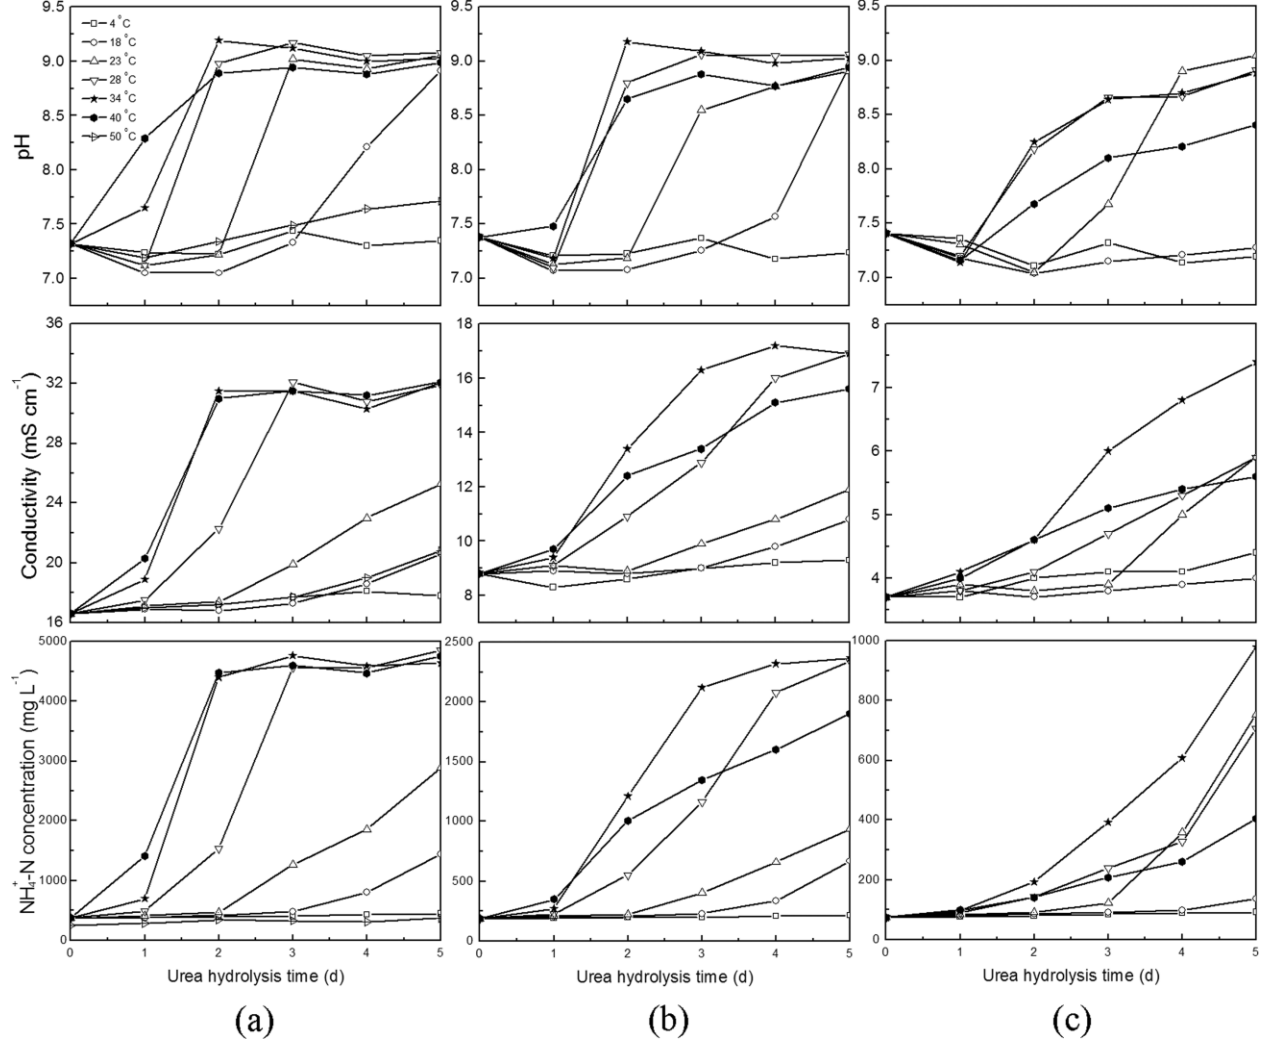 9.5 9.5 9.5
4 °C
18 °C
23 °C
28 °C
34 °C
40 °C
50 °C
9.0 9.0 9.0
8.5 8.5 8.5
8.0 8.0 8.0
7.5 7.5 7.5
7.0 7.0 7.0
pH
36 18 8
32 16 7
28 14 6
24 12 5
20 10 4
16 8
Conductivity (mS cm⁻¹)
5000 2500 1000
4000 2000 800
3000 1500 600
2000 1000 400
1000 500 200
0 0 0
NH₄⁺-N concentration (mg L⁻¹)
0 1 2 3 4 5 0 1 2 3 4 5 0 1 2 3 4 5
Urea hydrolysis time (d) Urea hydrolysis time (d) Urea hydrolysis time (d)
(a) (b) (c)